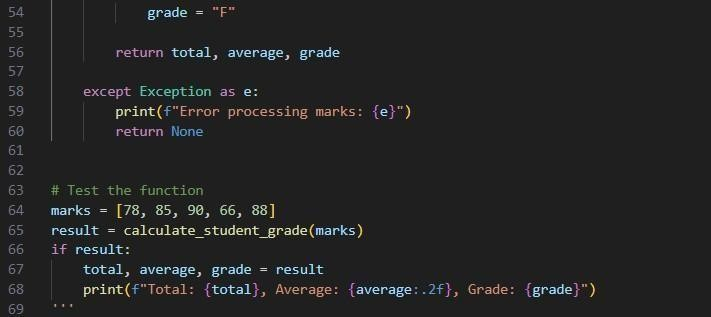 54 grade = "F"
55
56 return total, average, grade
57
58 except Exception as e:
59 print(f"Error processing marks: {e}")
60 return None
61
62
63 # Test the function
64 marks = [78, 85, 90, 66, 88]
65 result = calculate_student_grade(marks)
66 if result:
67 total, average, grade = result
68 print(f"Total: {total}, Average: {average:.2f}, Grade: {grade}")
69 '''